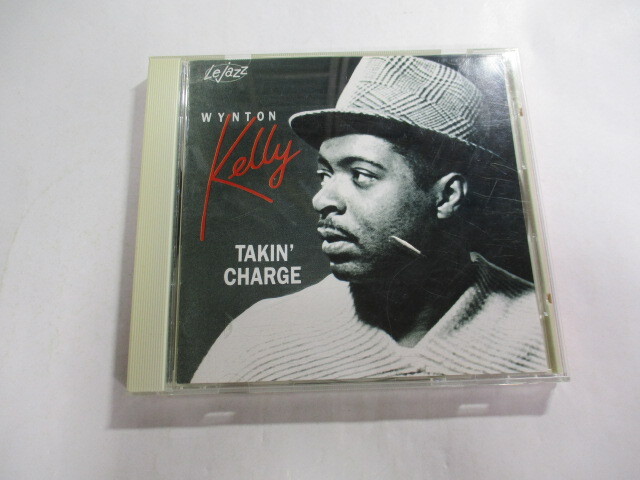 LeJazz
WYNTON
Kelly
TAKIN'
CHARGE